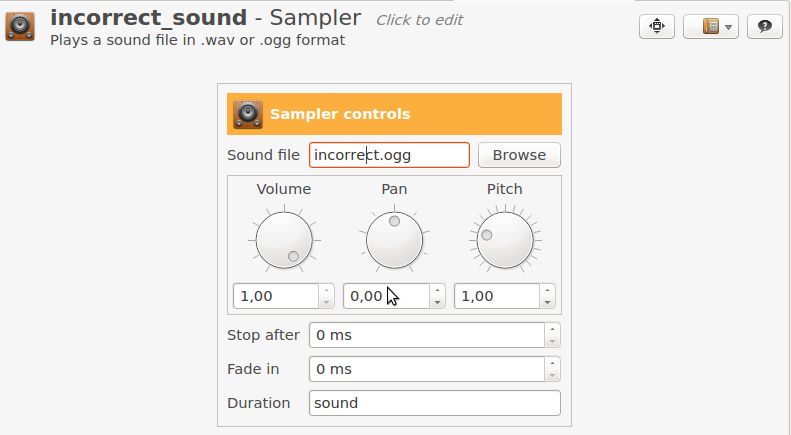 incorrect_sound - Sampler Click to edit
Plays a sound file in .wav or .ogg format
Sampler controls
Sound file incorrect.ogg Browse
Volume Pan Pitch
1,00 0,00 1,00
Stop after 0 ms
Fade in 0 ms
Duration sound